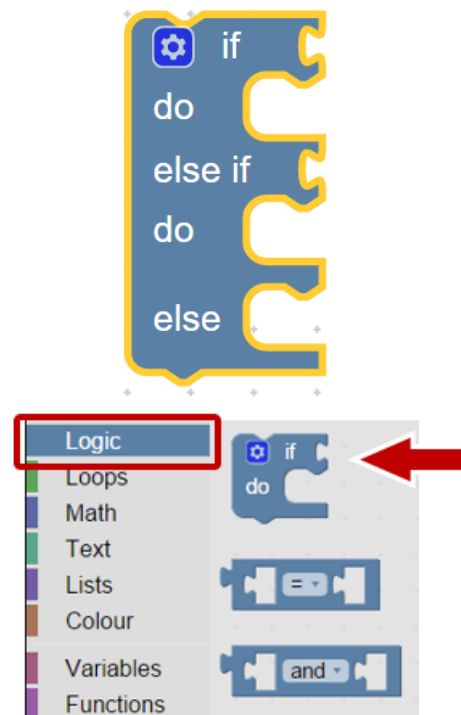 if
do
else if
do
else
Logic
Loops
Math
Text
Lists
Colour
Variables
Functions
if
do
=
and